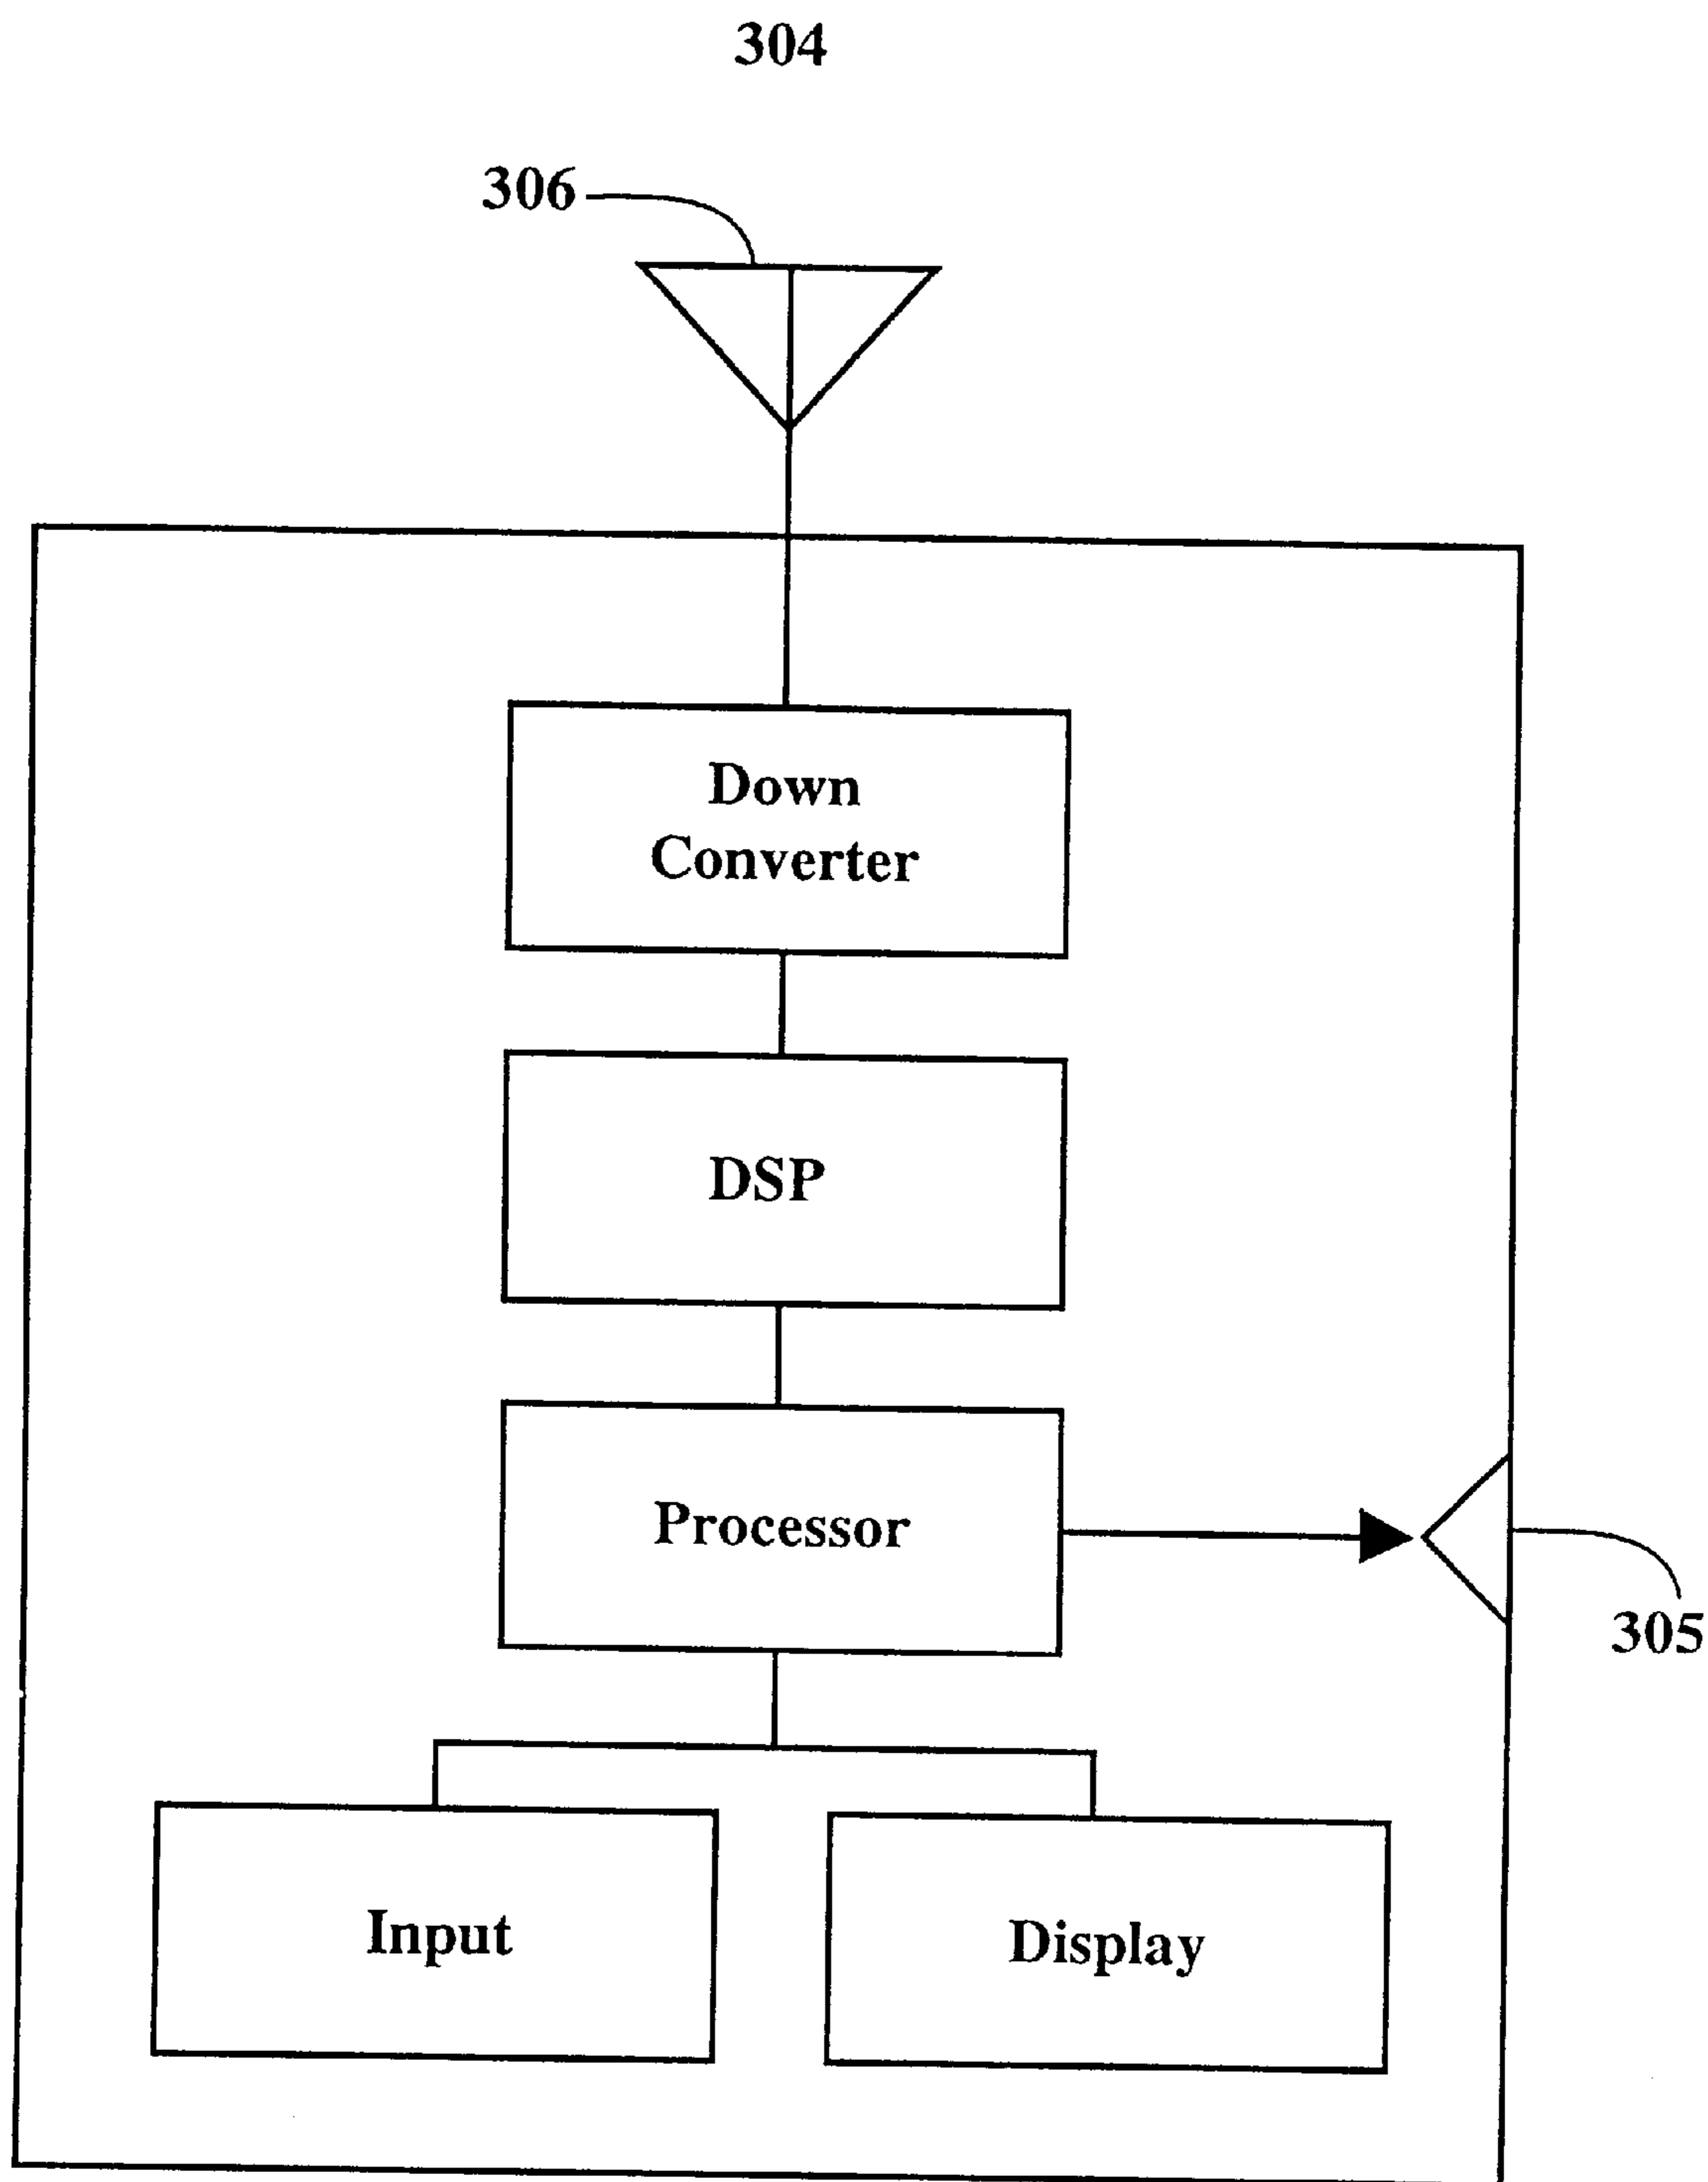 304
306
Down
Converter
DSP
Processor
305
Input
Display